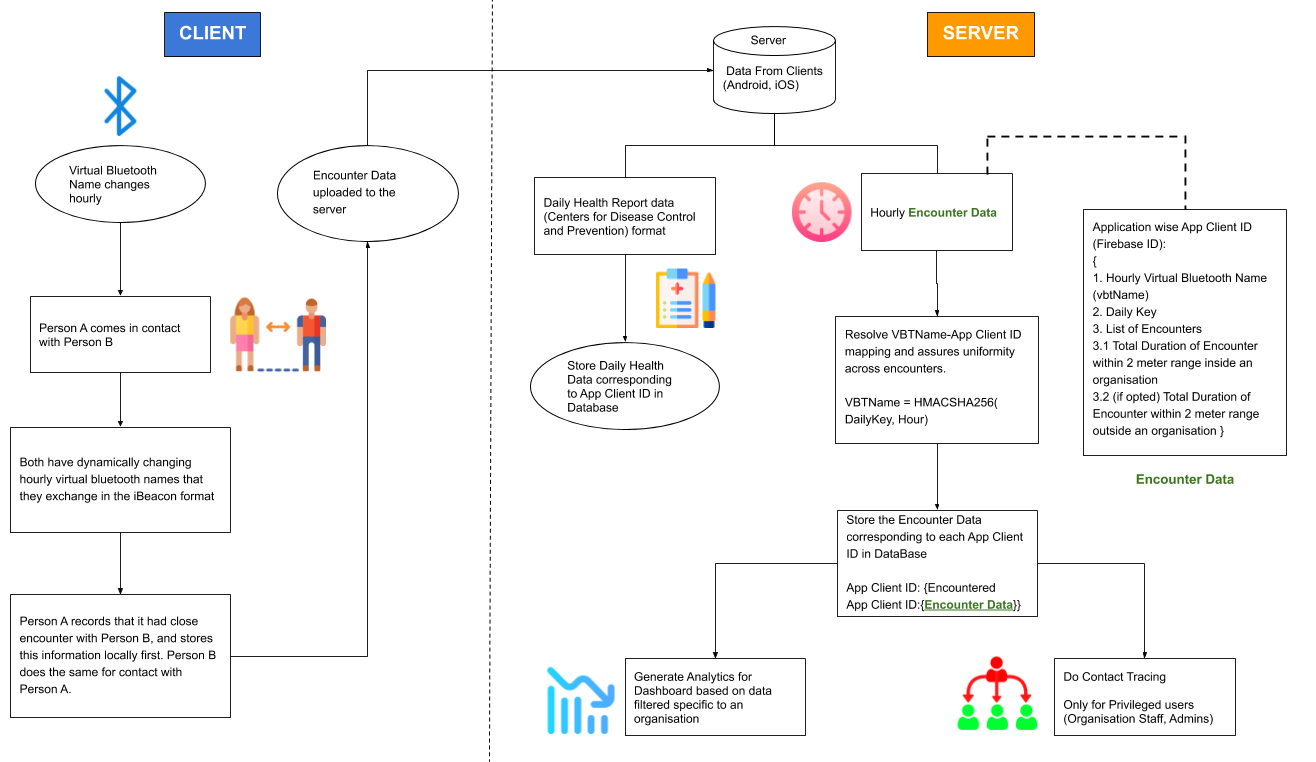 CLIENT
Virtual Bluetooth
Name changes
hourly
Person A comes in contact
with Person B
Both have dynamically changing
hourly virtual bluetooth names that
they exchange in the iBeacon format
Person A records that it had close
encounter with Person B, and stores
this information locally first. Person B
does the same for contact with
Person A.
Encounter Data
uploaded to the
server
SERVER
Server
Data From Clients
(Android, iOS)
Daily Health Report data
(Centers for Disease Control
and Prevention) format
Store Daily Health
Data corresponding
to App Client ID in
Database
Hourly Encounter Data
Application wise App Client ID
(Firebase ID):
{
1. Hourly Virtual Bluetooth Name
(vbtName)
2. Daily Key
3. List of Encounters
3.1 Total Duration of Encounter
within 2 meter range inside an
organisation
3.2 (if opted) Total Duration of
Encounter within 2 meter range
outside an organisation }
Encounter Data
Resolve VBTName-App Client ID
mapping and assures uniformity
across encounters.
VBTName = HMACSHA256(
DailyKey, Hour)
Store the Encounter Data
corresponding to each App Client
ID in DataBase
App Client ID: {Encountered
App Client ID:{Encounter Data}}
Generate Analytics for
Dashboard based on data
filtered specific to an
organisation
Do Contact Tracing
Only for Privileged users
(Organisation Staff, Admins)